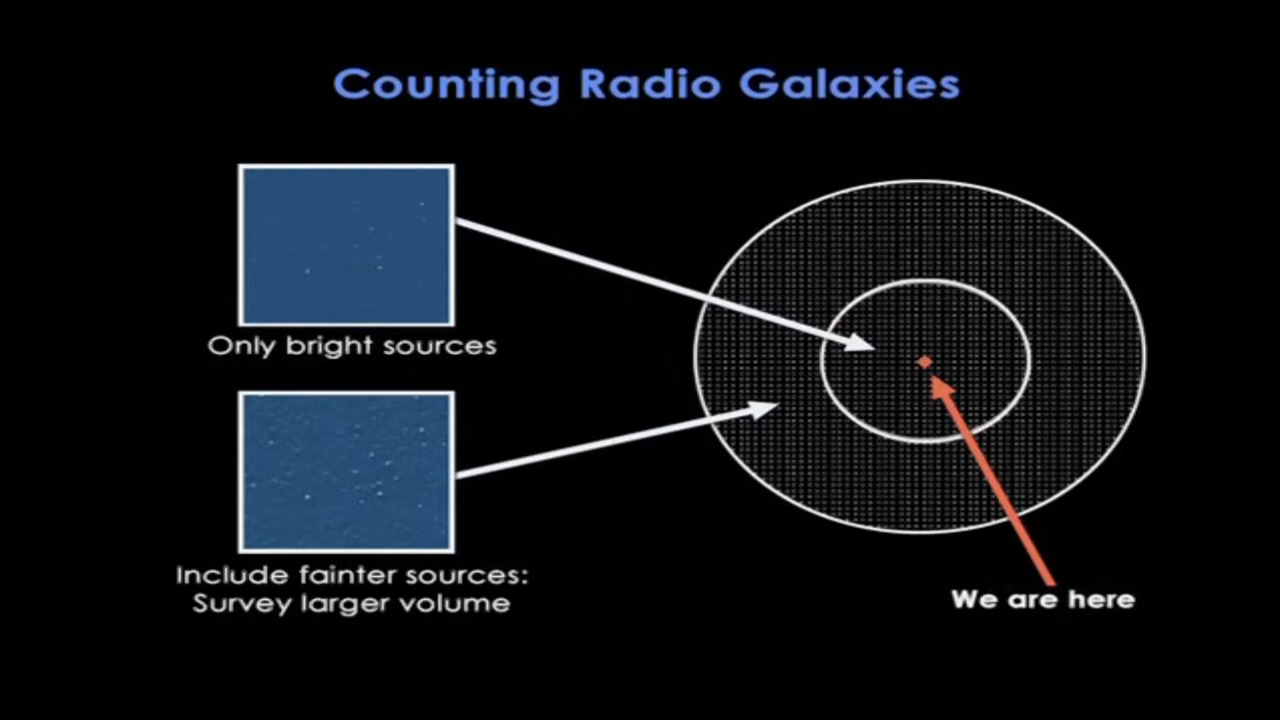 Counting Radio Galaxies
Only bright sources
Include fainter sources:
Survey larger volume
We are here